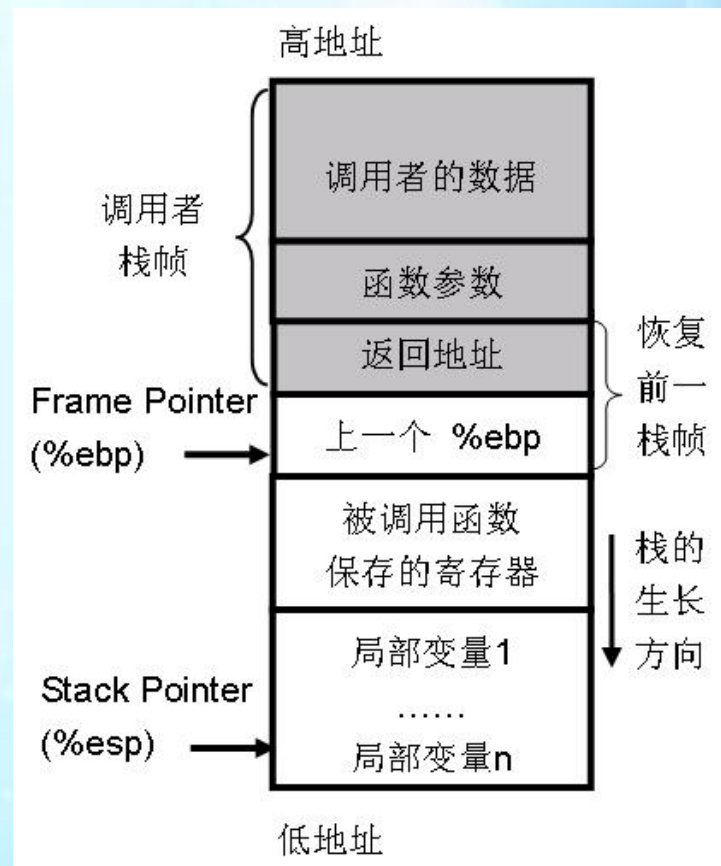 高地址
调用者的数据
调用者
栈帧
函数参数
返回地址
恢复
前一
栈帧
Frame Pointer
(%ebp)
上一个 %ebp
被调用函数
保存的寄存器
栈的
生长
方向
局部变量1
……
局部变量n
Stack Pointer
(%esp)
低地址